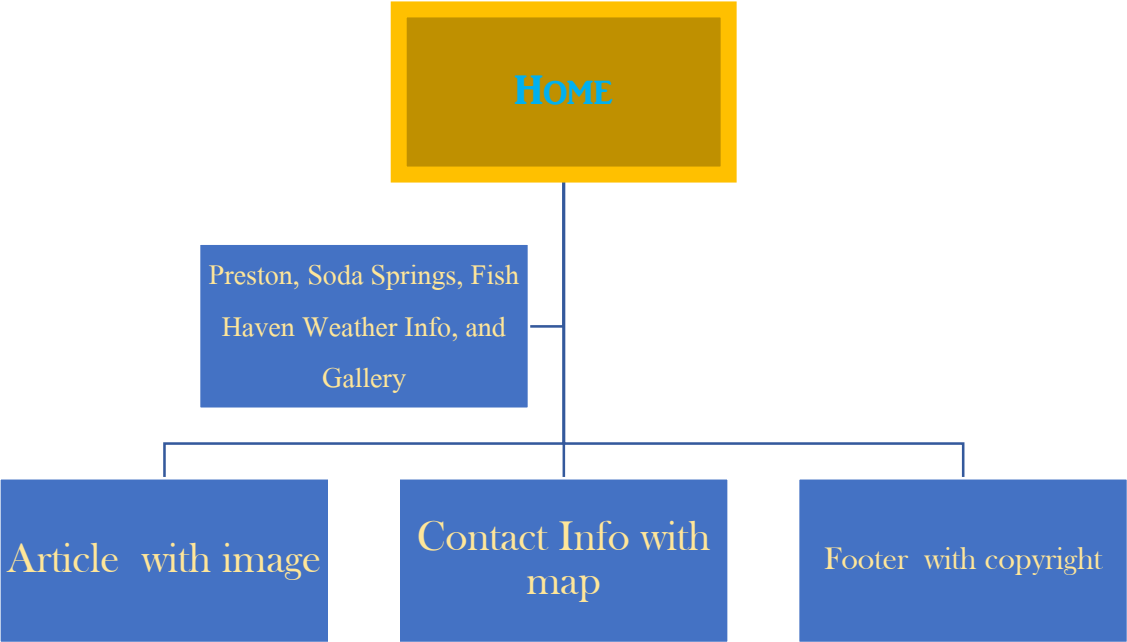 HOME
Preston, Soda Springs, Fish
Haven Weather Info, and
Gallery
Article  with image
Contact Info with
map
Footer  with copyright